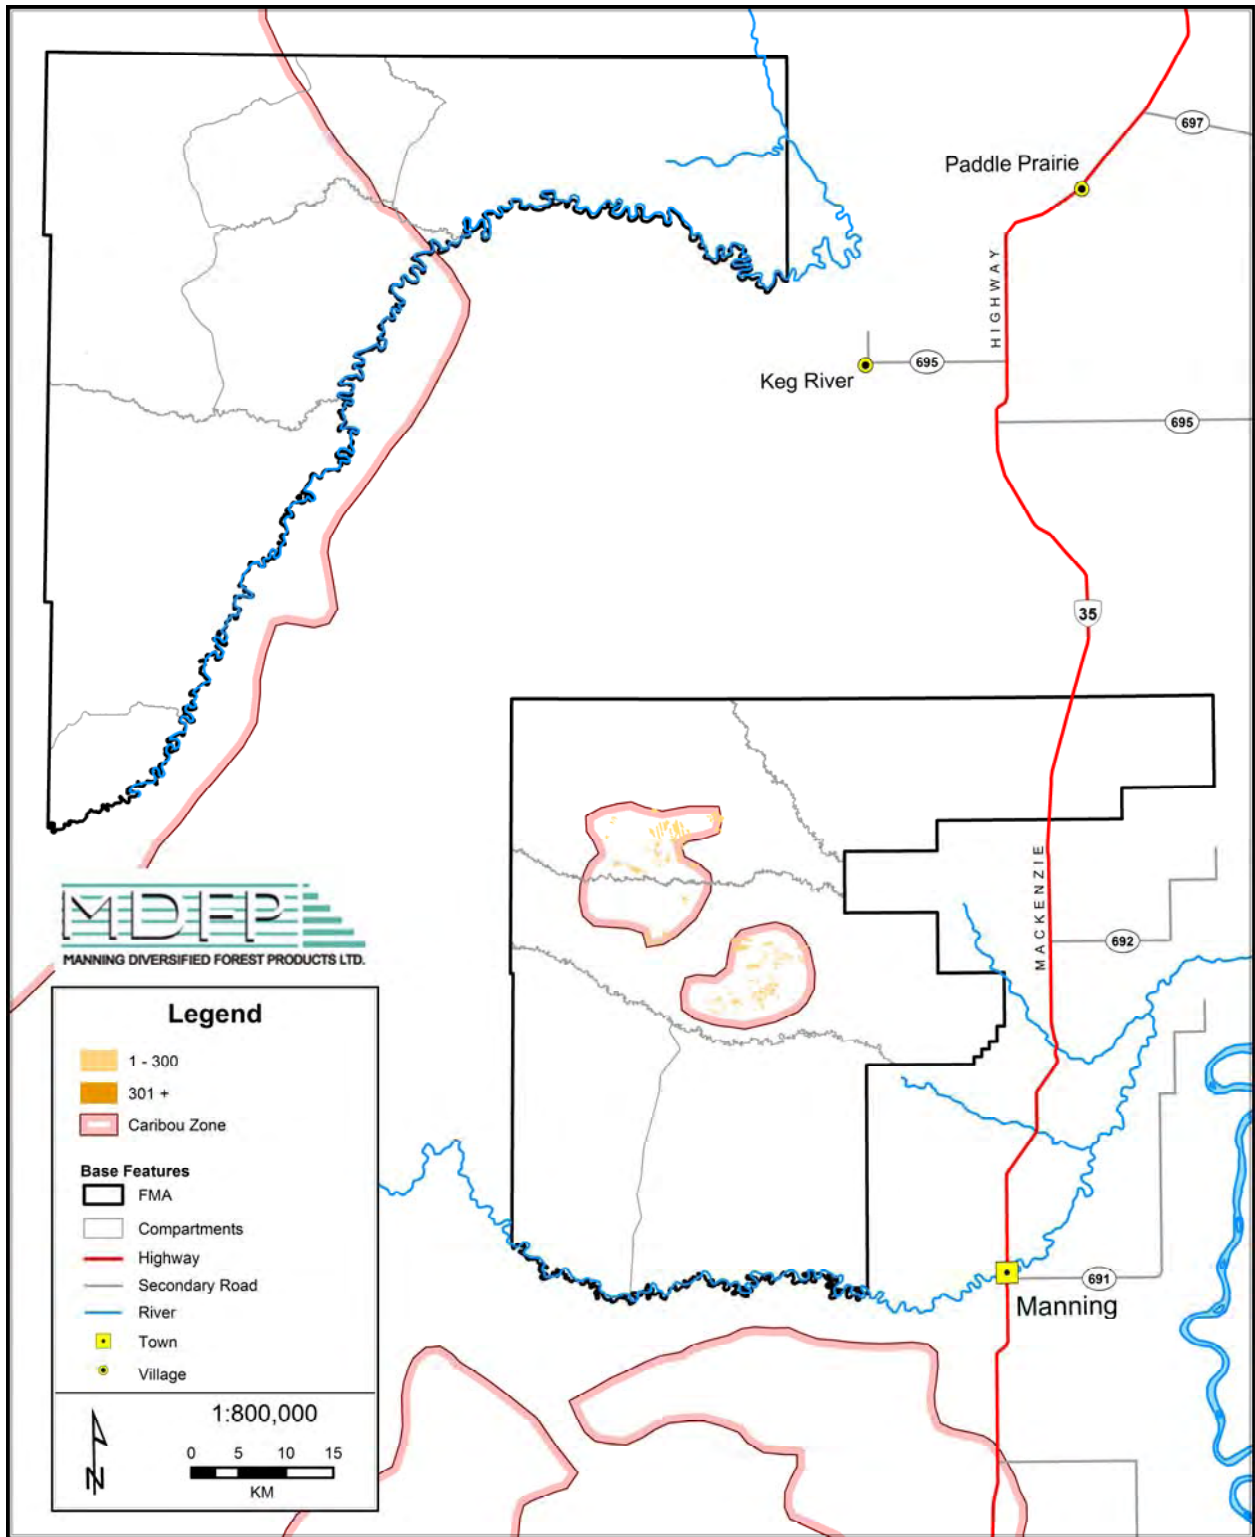 697
Paddle Prairie
HIGHWAY
695
Keg River
695
35
MACKENZIE
692
MDFP
MANNING DIVERSIFIED FOREST PRODUCTS LTD.
Legend
1 - 300
301 +
Caribou Zone
Base Features
FMA
Compartments
Highway
Secondary Road
River
Town
Village
1:800,000
0 5 10 15
KM
N
691
Manning